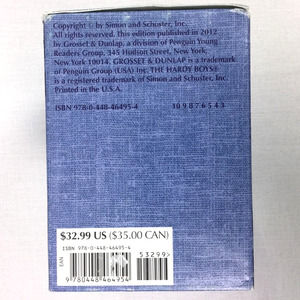 Copyright © by Simon and Schuster, Inc.
All rights reserved. This edition published in 2012
by Grosset & Dunlap, a division of Penguin Young
Readers Group, 345 Hudson Street, New York,
New York 10014. GROSSET & DUNLAP is a trademark
of Penguin Group (USA) Inc. THE HARDY BOYS®
is a registered trademark of Simon and Schuster, Inc.
Printed in the U.S.A.
ISBN 978-0-448-46495-4 10 9 8 7 6 5 4 3
$32.99 US ($35.00 CAN)
ISBN 978-0-448-46495-4
53299>
EAN
9 780448 464954